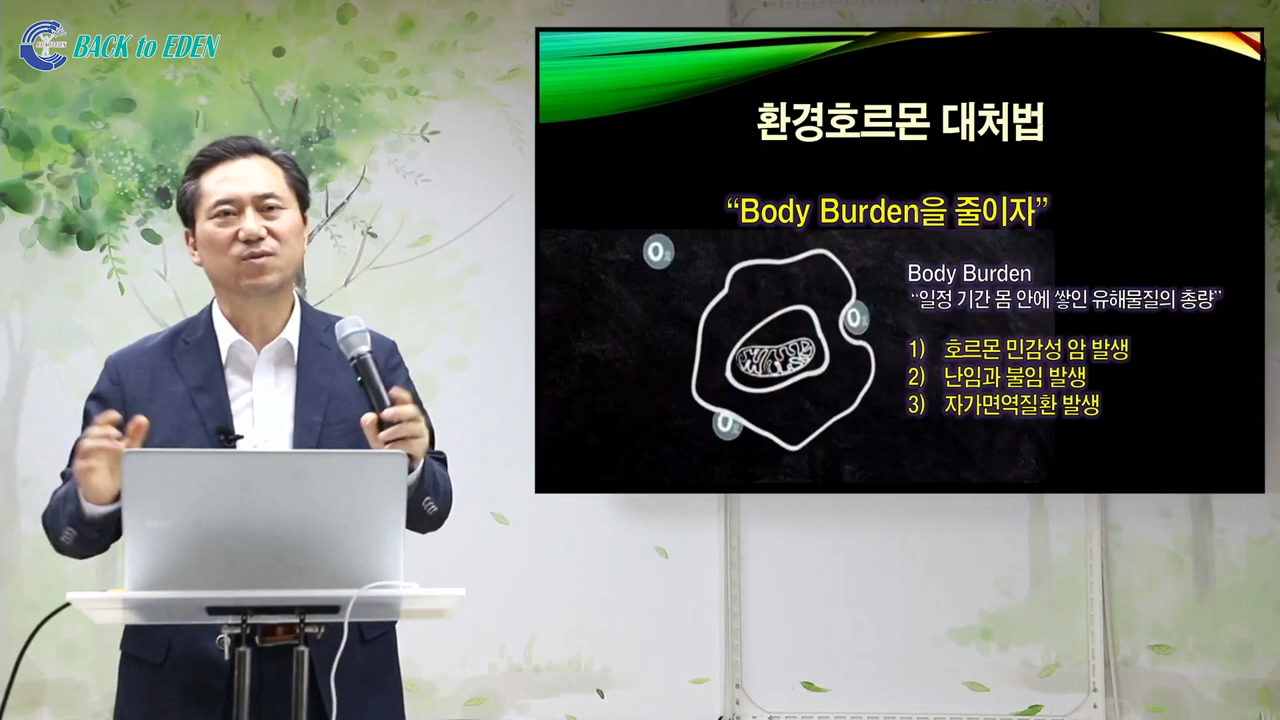 BACK to EDEN
환경호르몬 대처법
“Body Burden을 줄이자”
O₂
Body Burden
“일정 기간 몸 안에 쌓인 유해물질의 총량”
O₂
1) 호르몬 민감성 암 발생
2) 난임과 불임 발생
3) 자가면역질환 발생
O₂